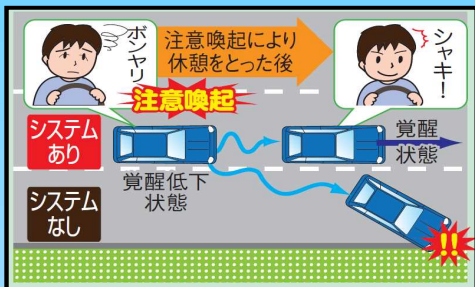 ボンヤリ
注意喚起により
休憩をとった後
シャキ!
注意喚起
システム
あり
覚醒低下
状態
覚醒
状態
システム
なし
!!